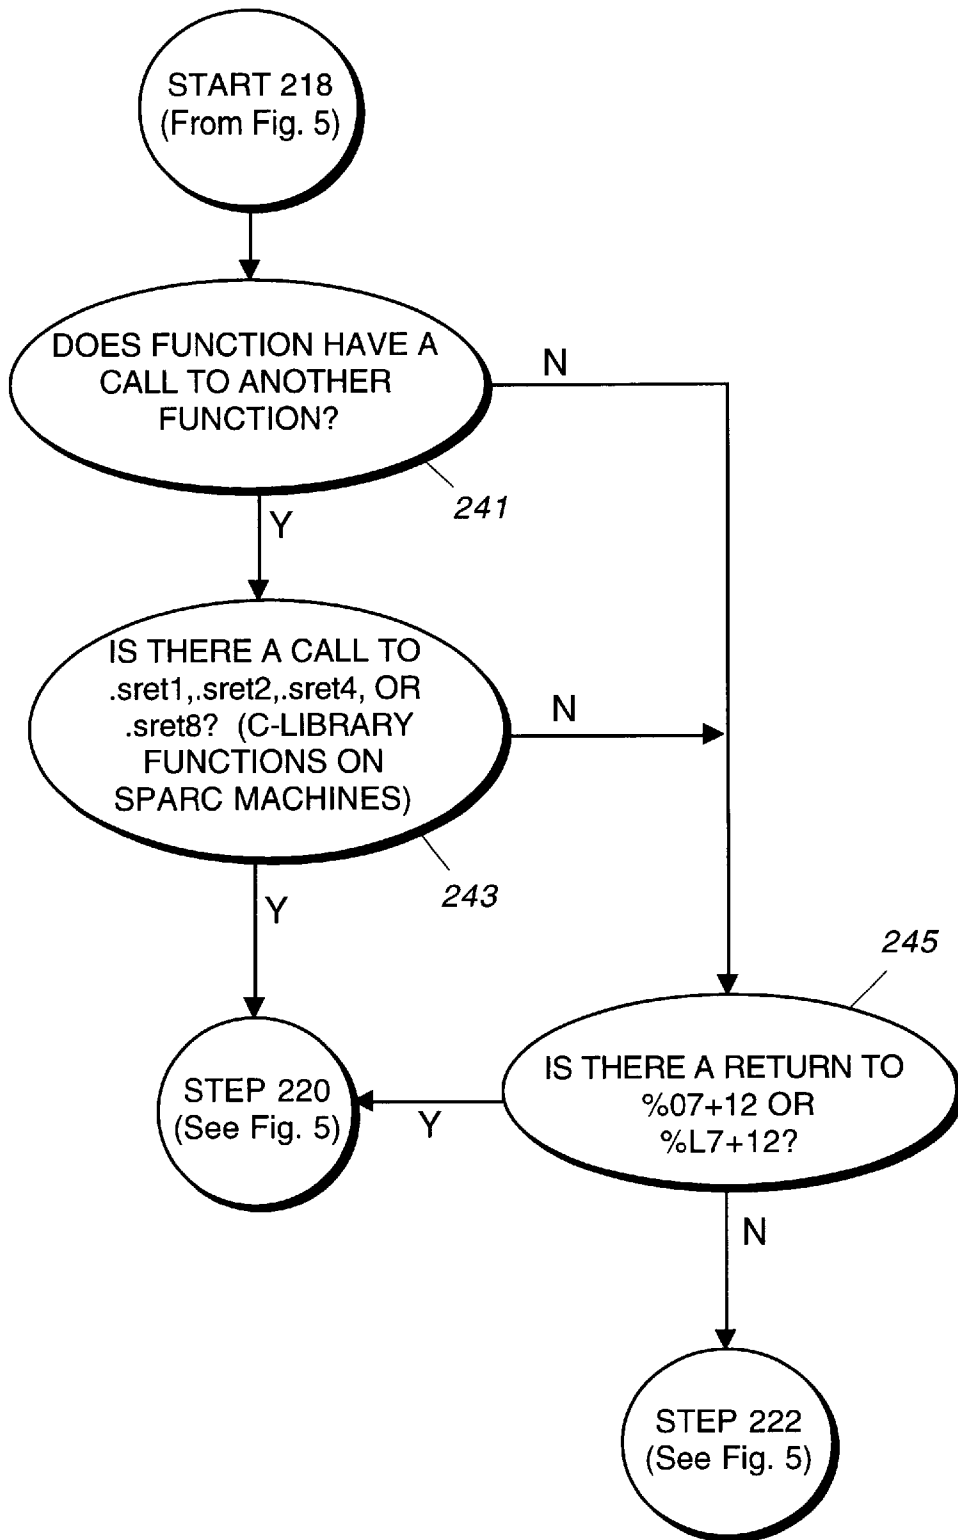 START 218
(From Fig. 5)
DOES FUNCTION HAVE A
CALL TO ANOTHER
FUNCTION?
N
241
Y
IS THERE A CALL TO
.sret1,.sret2,.sret4, OR
.sret8? (C-LIBRARY
FUNCTIONS ON
SPARC MACHINES)
N
243
Y
245
IS THERE A RETURN TO
%07+12 OR
%L7+12?
Y
STEP 220
(See Fig. 5)
N
STEP 222
(See Fig. 5)